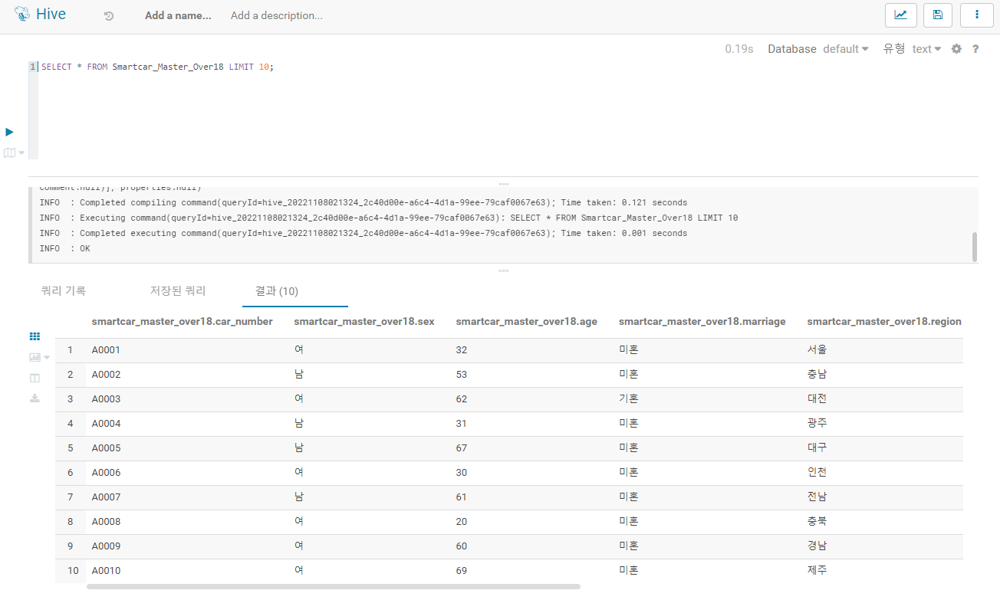 Hive
Add a name...
Add a description...
0.19s Database default 유형 text ?
1 SELECT * FROM Smartcar_Master_Over18 LIMIT 10;
comment:null)], properties:null)
INFO : Completed compiling command(queryId=hive_20221108021324_2c40d00e-a6c4-4d1a-99ee-79caf0067e63); Time taken: 0.121 seconds
INFO : Executing command(queryId=hive_20221108021324_2c40d00e-a6c4-4d1a-99ee-79caf0067e63): SELECT * FROM Smartcar_Master_Over18 LIMIT 10
INFO : Completed executing command(queryId=hive_20221108021324_2c40d00e-a6c4-4d1a-99ee-79caf0067e63); Time taken: 0.001 seconds
INFO : OK
쿼리 기록 저장된 쿼리 결과 (10)
smartcar_master_over18.car_number smartcar_master_over18.sex smartcar_master_over18.age smartcar_master_over18.marriage smartcar_master_over18.region
1 A0001 여 32 미혼 서울
2 A0002 남 53 미혼 충남
3 A0003 여 62 기혼 대전
4 A0004 남 31 미혼 광주
5 A0005 남 67 미혼 대구
6 A0006 여 30 미혼 인천
7 A0007 남 61 미혼 전남
8 A0008 여 20 미혼 충북
9 A0009 여 60 미혼 경남
10 A0010 여 69 미혼 제주